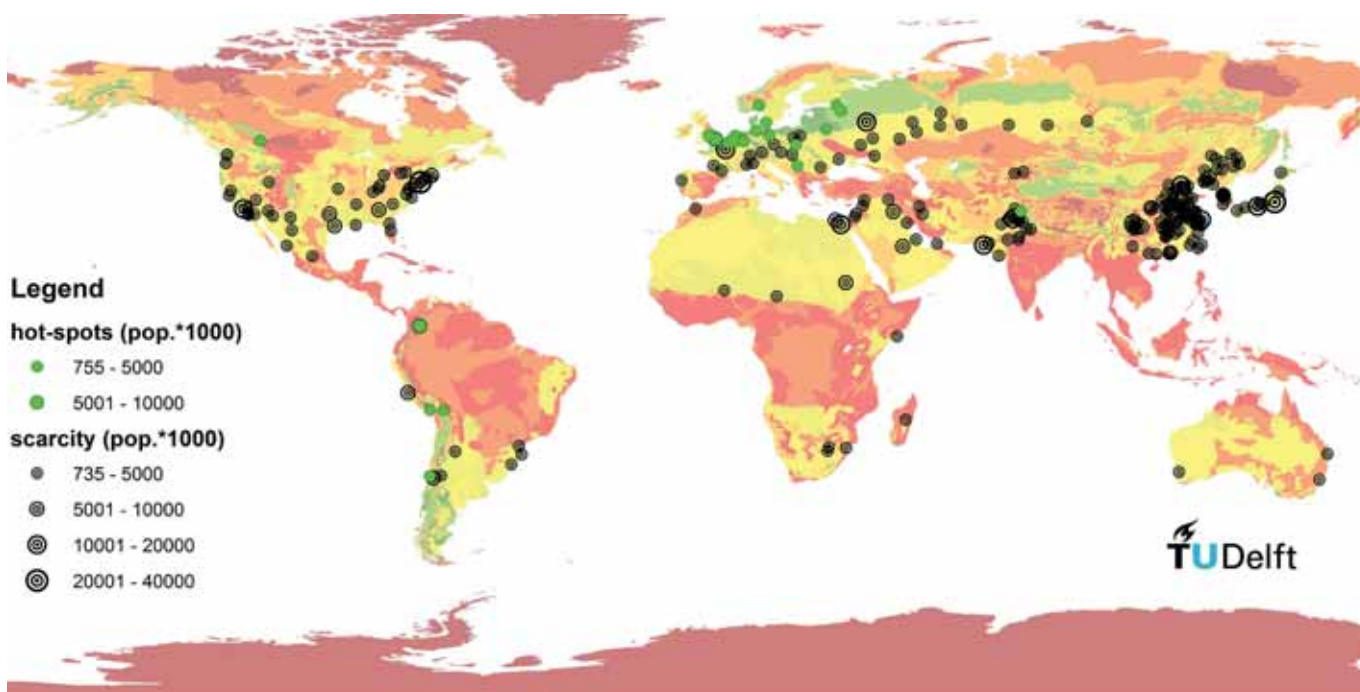 Legend
hot-spots (pop.*1000)
755 - 5000
5001 - 10000
scarcity (pop.*1000)
735 - 5000
5001 - 10000
10001 - 20000
20001 - 40000
TUDelft